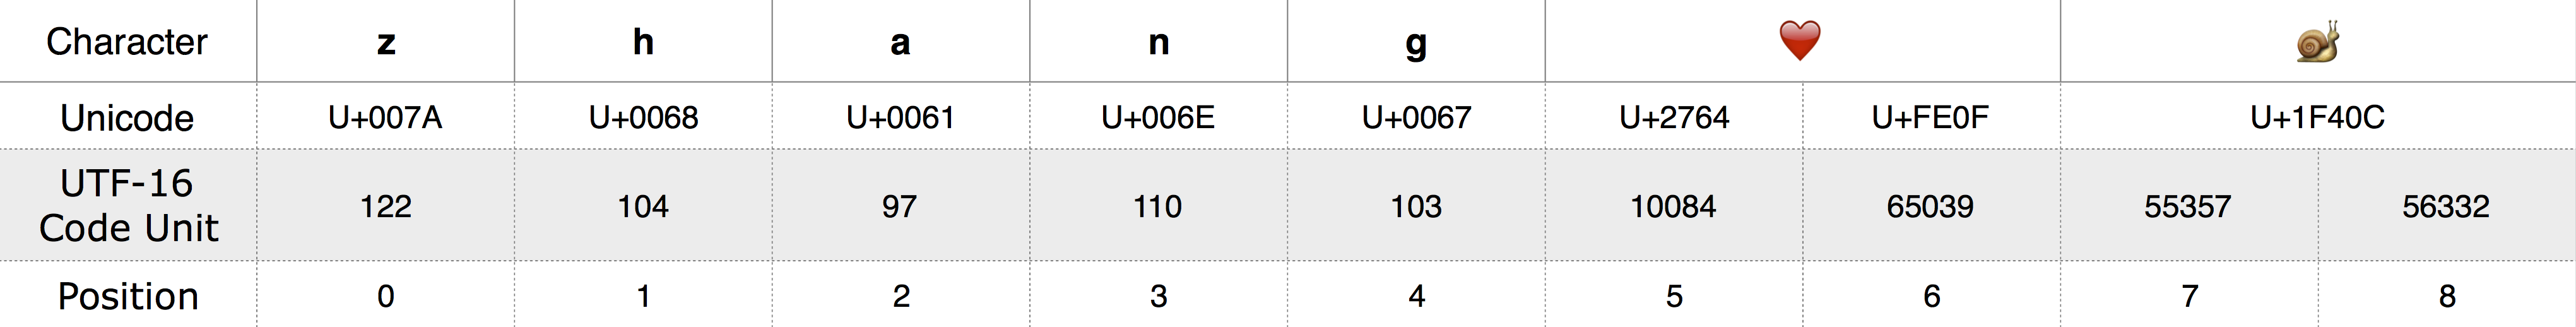 Character z h a n g ❤️ 🐌
Unicode U+007A U+0068 U+0061 U+006E U+0067 U+2764 U+FE0F U+1F40C
UTF-16
Code Unit 122 104 97 110 103 10084 65039 55357 56332
Position 0 1 2 3 4 5 6 7 8